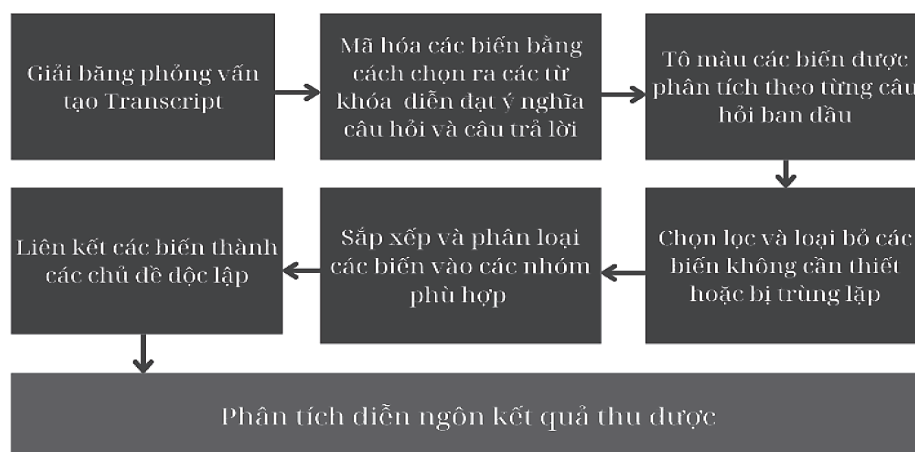 Giải băng phỏng vấn
tạo Transcript
Mã hóa các biến bằng
cách chọn ra các từ
khóa diễn đạt ý nghĩa
câu hỏi và câu trả lời
Tô màu các biến được
phân tích theo từng câu
hỏi ban đầu
Chọn lọc và loại bỏ các
biến không cần thiết
hoặc bị trùng lặp
Sắp xếp và phân loại
các biến vào các nhóm
phù hợp
Liên kết các biến thành
các chủ đề độc lập
Phân tích diễn ngôn kết quả thu được